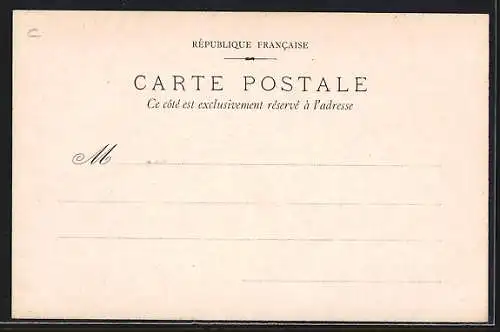 C
RÉPUBLIQUE FRANÇAISE
CARTE POSTALE
Ce côté est exclusivement réservé à l'adresse
M